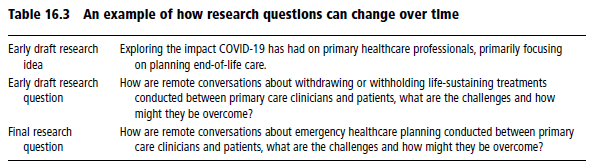 Table 16.3 An example of how research questions can change over time
Early draft research Exploring the impact COVID-19 has had on primary healthcare professionals, primarily focusing
idea on planning end-of-life care.
Early draft research How are remote conversations about withdrawing or withholding life-sustaining treatments
question conducted between primary care clinicians and patients, what are the challenges and how
might they be overcome?
Final research How are remote conversations about emergency healthcare planning conducted between primary
question care clinicians and patients, what are the challenges and how might they be overcome?